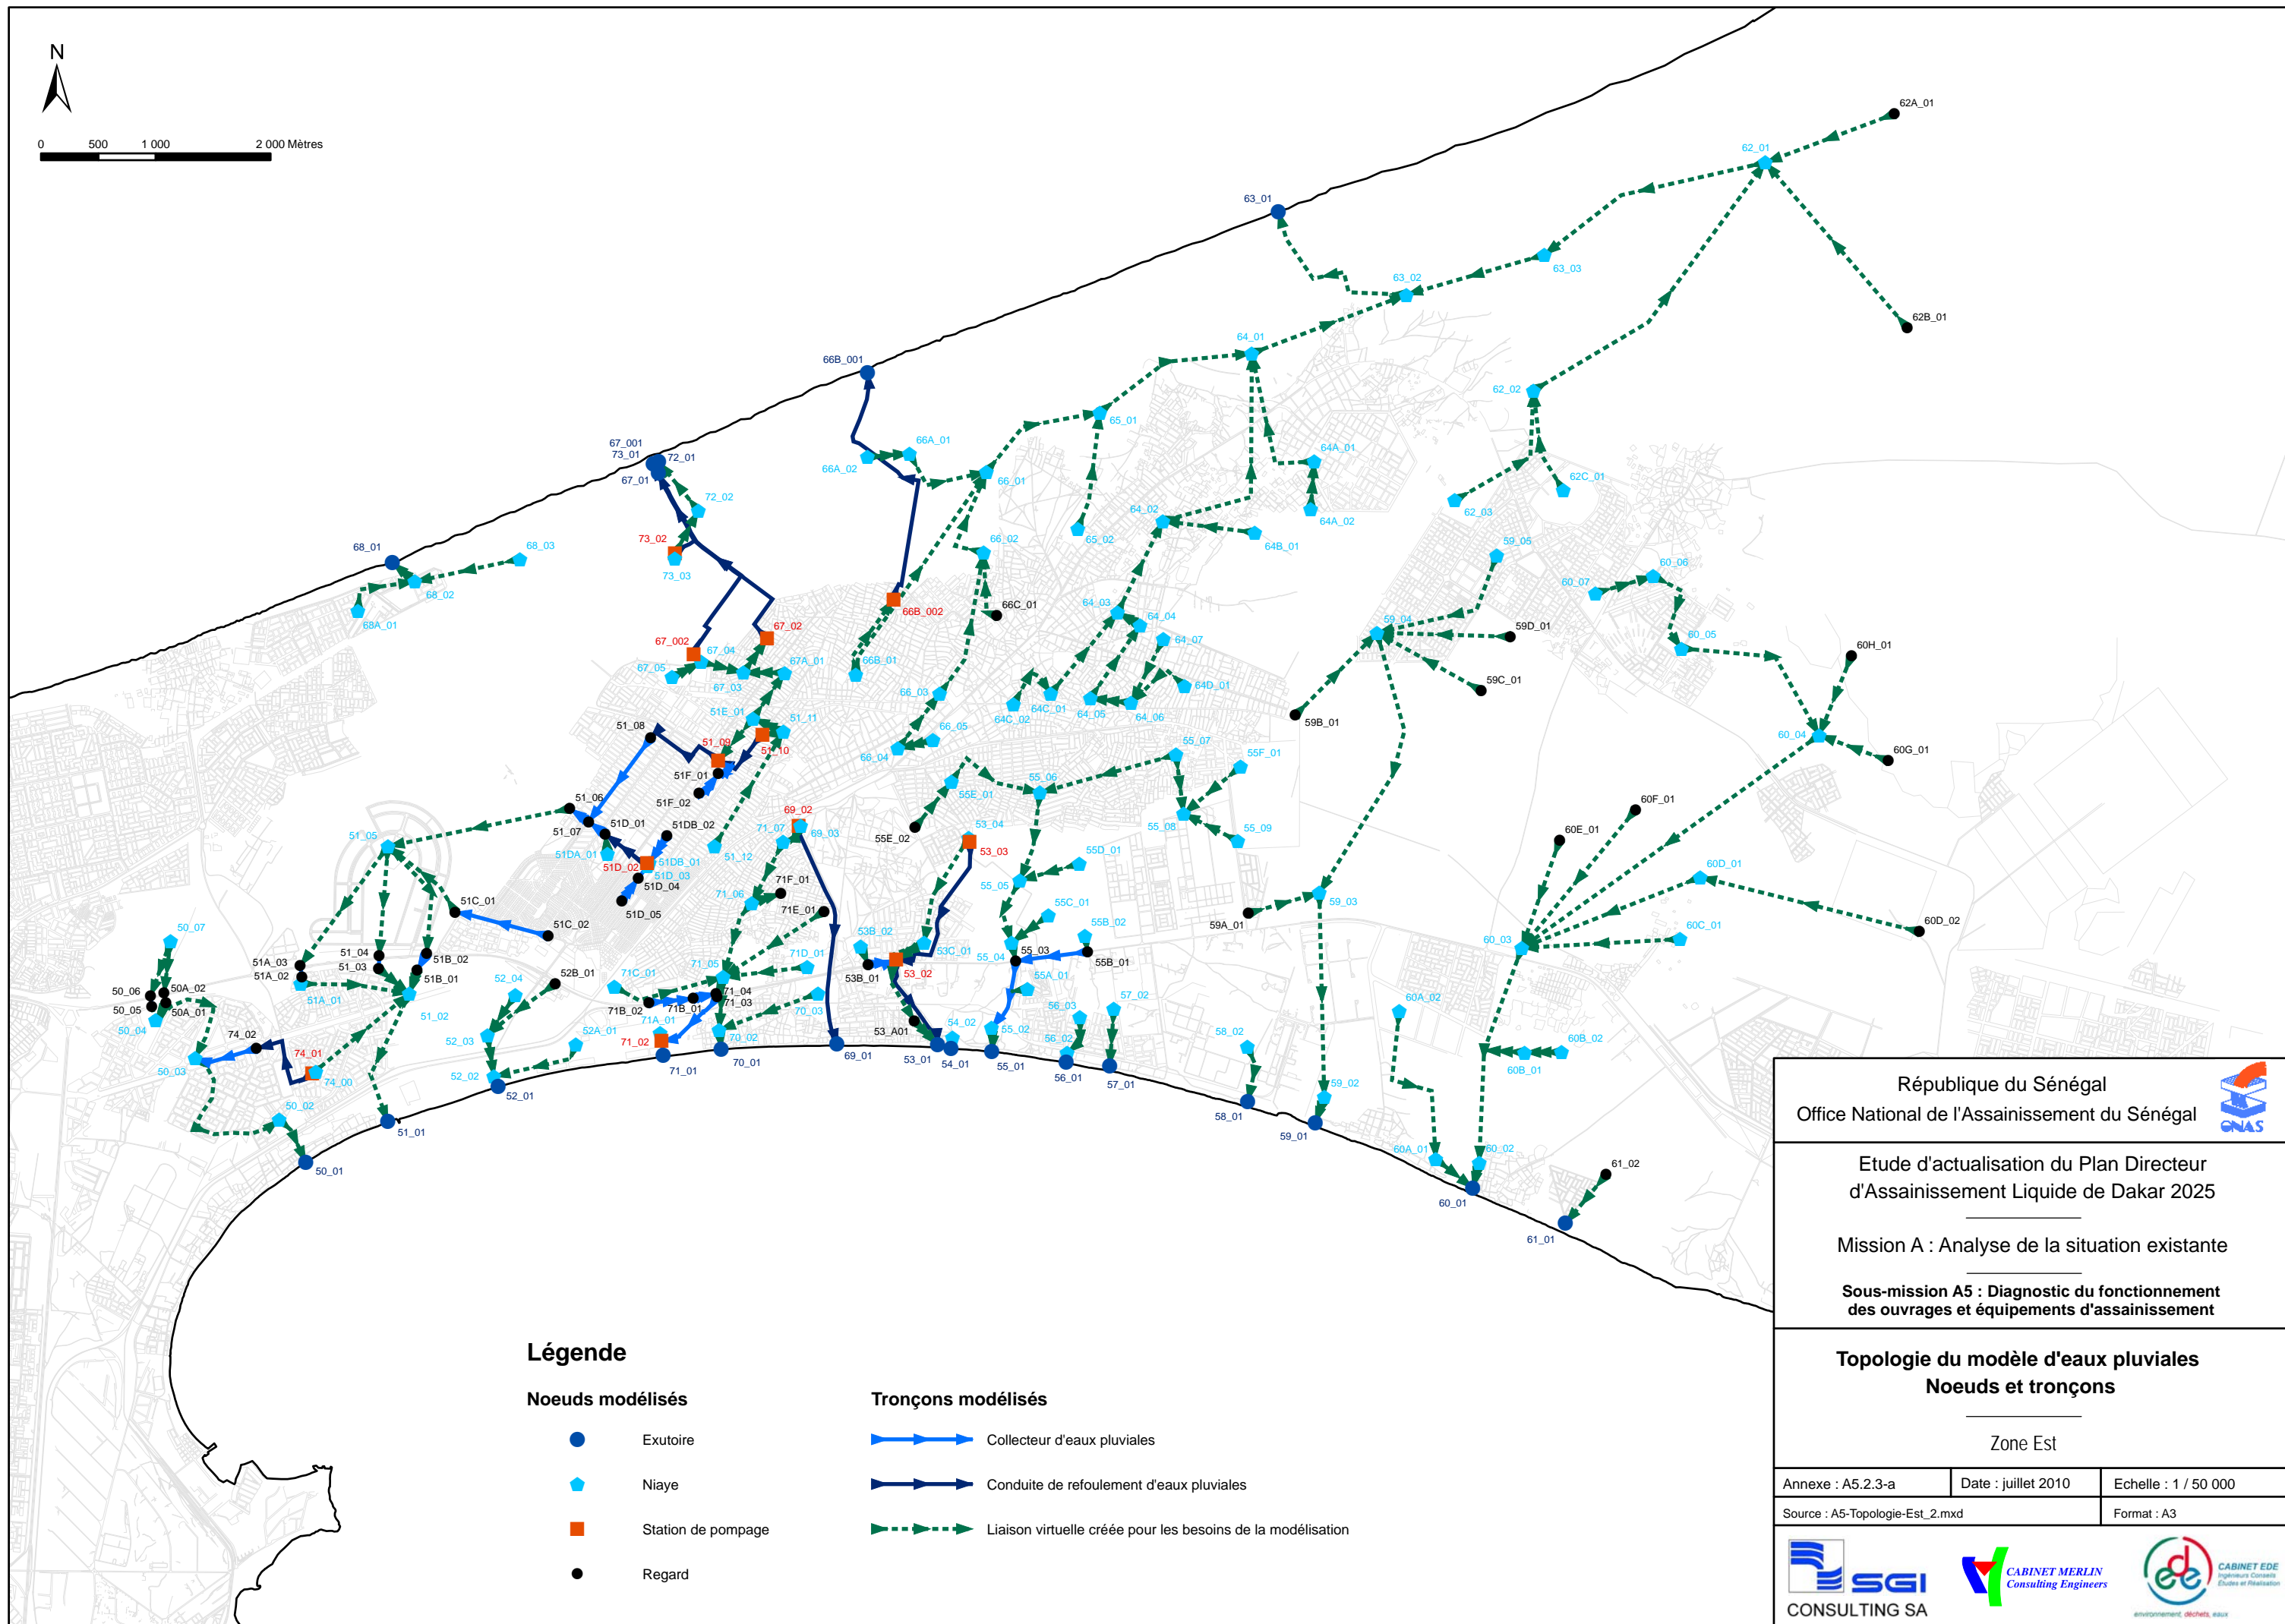 N
0 500 1 000 2 000 Mètres
62A_01
62_01
63_01
63_03
63_02
62B_01
64_01
66B_001
62_02
65_01
67_001
73_01
72_01
67_01
66A_01
66A_02
66_01
64A_01
62C_01
62_03
64A_02
72_02
64_02
65_02
64B_01
73_02
73_03
68_01
68_03
68_02
68A_01
66_02
59_05
60_07
60_06
66B_002
66C_01
64_03
64_04
64_07
59_04
59D_01
60_05
60H_01
67_02
67_002
67_04
67_05
67_03
67A_01
66B_01
66_03
64C_02
64C_01
64_05
64_06
64D_01
59C_01
59B_01
51E_01
51_11
51_08
51_09
51_10
66_05
66_04
55_07
55F_01
60_04
60G_01
51F_01
51F_02
55E_01
55_06
51_06
51_07
51D_01
51DB_02
69_02
69_03
71_07
55E_02
53_04
53_03
55_08
55_09
60F_01
60E_01
51_05
51DA_01
51D_02
51DB_01
51D_03
51D_04
51D_05
51_12
71F_01
71_06
71E_01
55D_01
55_05
60D_01
59_03
51C_01
51C_02
55C_01
55B_02
59A_01
60D_02
60C_01
60_03
50_07
53B_02
53C_01
55_03
55_04
55B_01
51A_03
51A_02
51A_01
51_04
51_03
51B_02
51B_01
51_02
52B_01
52_04
71C_01
71_05
71D_01
53B_01
53_02
55A_01
50_06
50_05
50_04
50A_02
50A_01
71B_02
71B_01
71_04
71_03
70_03
53_A01
56_03
57_02
60A_02
74_02
74_01
74_00
50_03
52_03
52A_01
71A_01
71_02
70_02
54_02
55_02
56_02
58_02
60B_02
60B_01
52_02
52_01
71_01
70_01
69_01
53_01
54_01
55_01
56_01
57_01
58_01
59_02
59_01
50_02
51_01
50_01
60A_01
60_02
60_01
61_02
61_01
Légende
Noeuds modélisés
Exutoire
Niaye
Station de pompage
Regard
Tronçons modélisés
Collecteur d'eaux pluviales
Conduite de refoulement d'eaux pluviales
Liaison virtuelle créée pour les besoins de la modélisation
République du Sénégal
Office National de l'Assainissement du Sénégal
ONAS
Etude d'actualisation du Plan Directeur
d'Assainissement Liquide de Dakar 2025
Mission A : Analyse de la situation existante
Sous-mission A5 : Diagnostic du fonctionnement
des ouvrages et équipements d'assainissement
Topologie du modèle d'eaux pluviales
Noeuds et tronçons
Zone Est
Annexe : A5.2.3-a
Date : juillet 2010
Echelle : 1 / 50 000
Source : A5-Topologie-Est_2.mxd
Format : A3
SGI
CONSULTING SA
CABINET MERLIN
Consulting Engineers
ede
CABINET EDE
Ingénieurs Conseils
Études et Réalisation
environnement, déchets, eaux